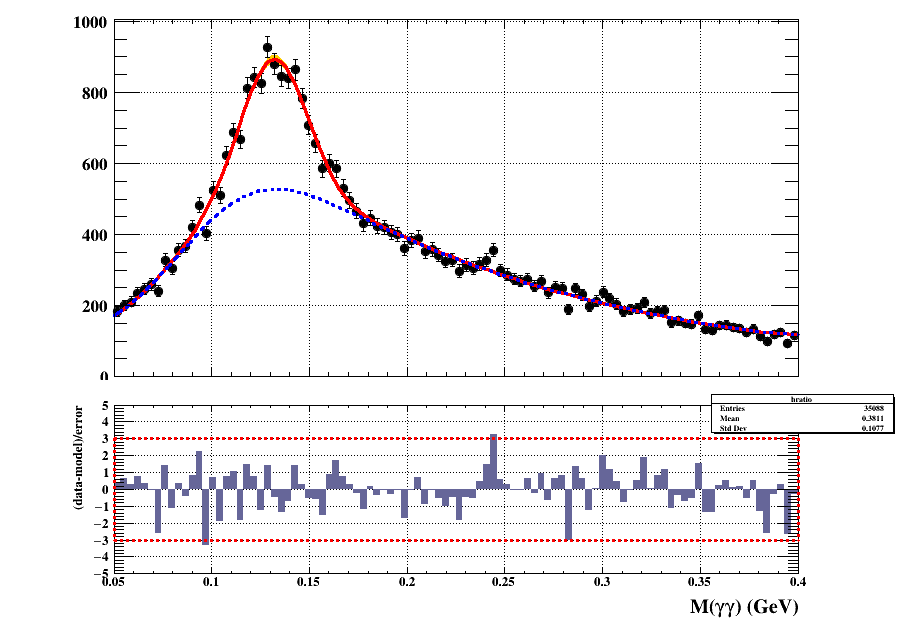 1000
800
600
400
200
0
(data-model)/error
5
4
3
2
1
0
−1
−2
−3
−4
−5
hratio
Entries 35088
Mean 0.3811
Std Dev 0.1077
0.05 0.1 0.15 0.2 0.25 0.3 0.35 0.4
M(γγ) (GeV)